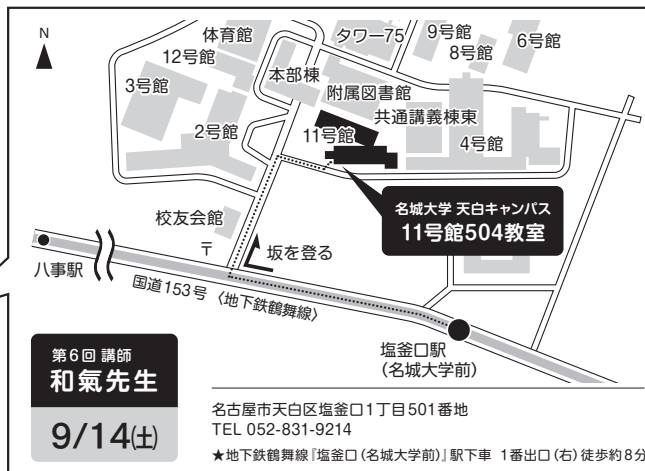 N
体育館
タワー75
9号館
8号館
6号館
12号館
本部棟
3号館
附属図書館
共通講義棟東
2号館
11号館
4号館
名城大学 天白キャンパス
11号館504教室
校友会館
〒
坂を登る
八事駅
国道153号〈地下鉄鶴舞線〉
塩釜口駅
(名城大学前)
第6回 講師
和氣先生
9/14(土)
名古屋市天白区塩釜口1丁目501番地
TEL 052-831-9214
★地下鉄鶴舞線『塩釜口(名城大学前)』駅下車 1番出口(右)徒歩約8分